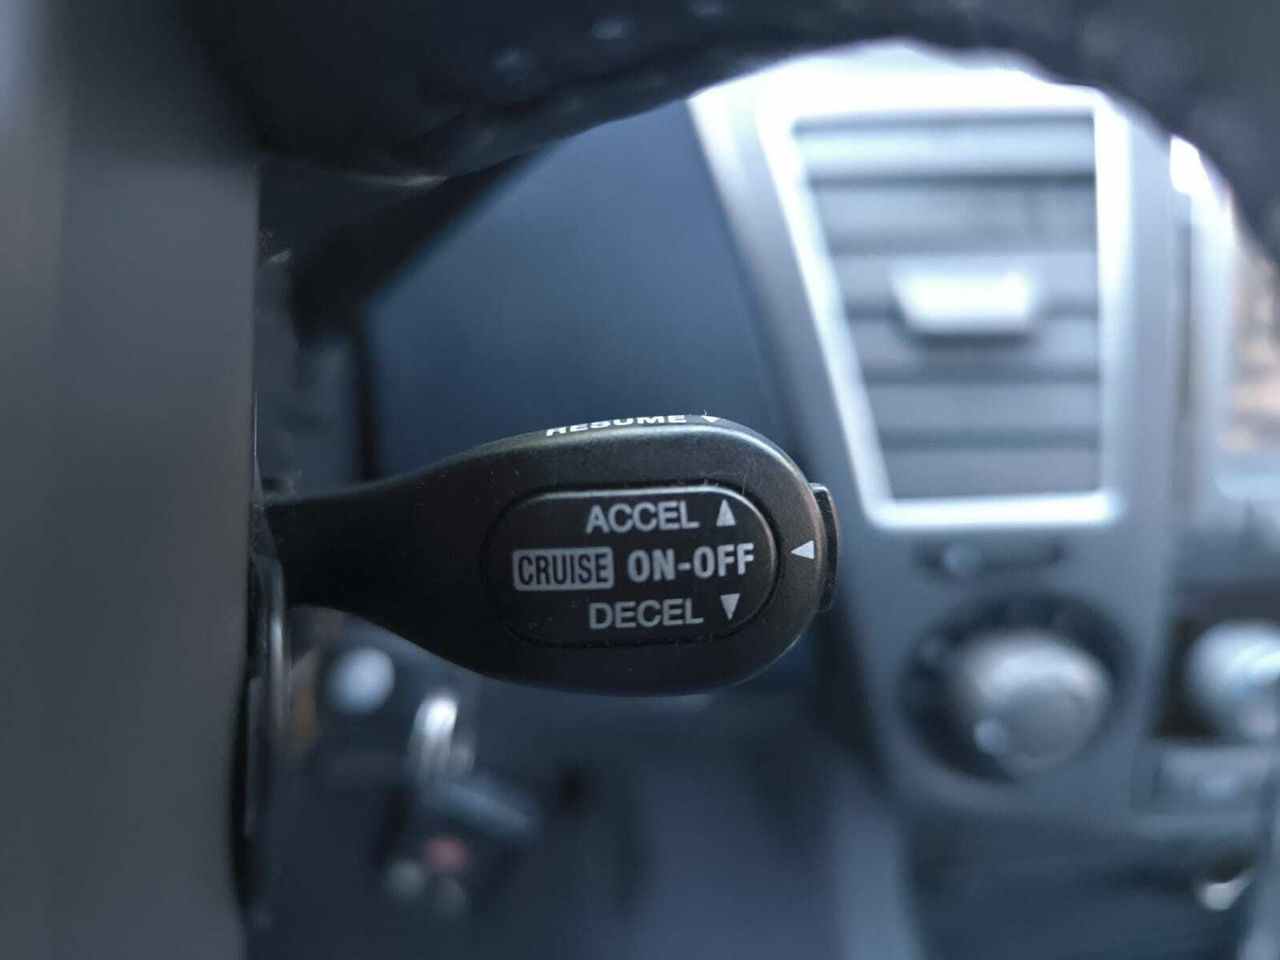 RESUME ▼
ACCEL ▲
CRUISE ON-OFF ◀
DECEL ▼